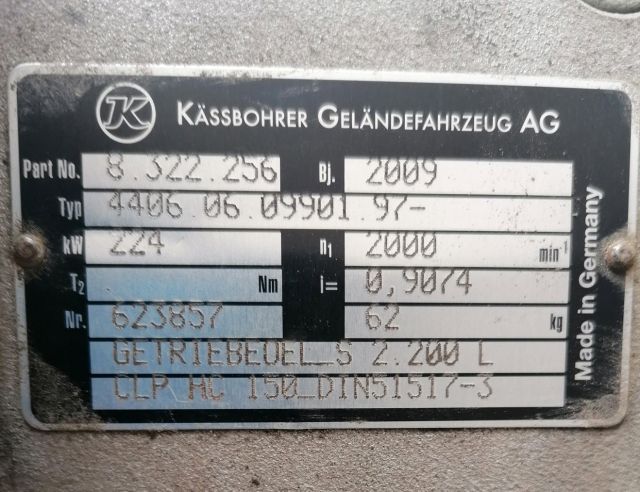 K KÄSSBOHRER GELÄNDEFAHRZEUG AG
Part No. 8.322.256 Bj. 2009
Typ 4406.06.09901.97-
kW 224 n1 2000 min-1
T2 Nm i= 0,9074
Nr. 623857 62 kg
GETRIEBEOEL_S 2.200 L
CLP HC 150_DIN51517-3
Made in Germany